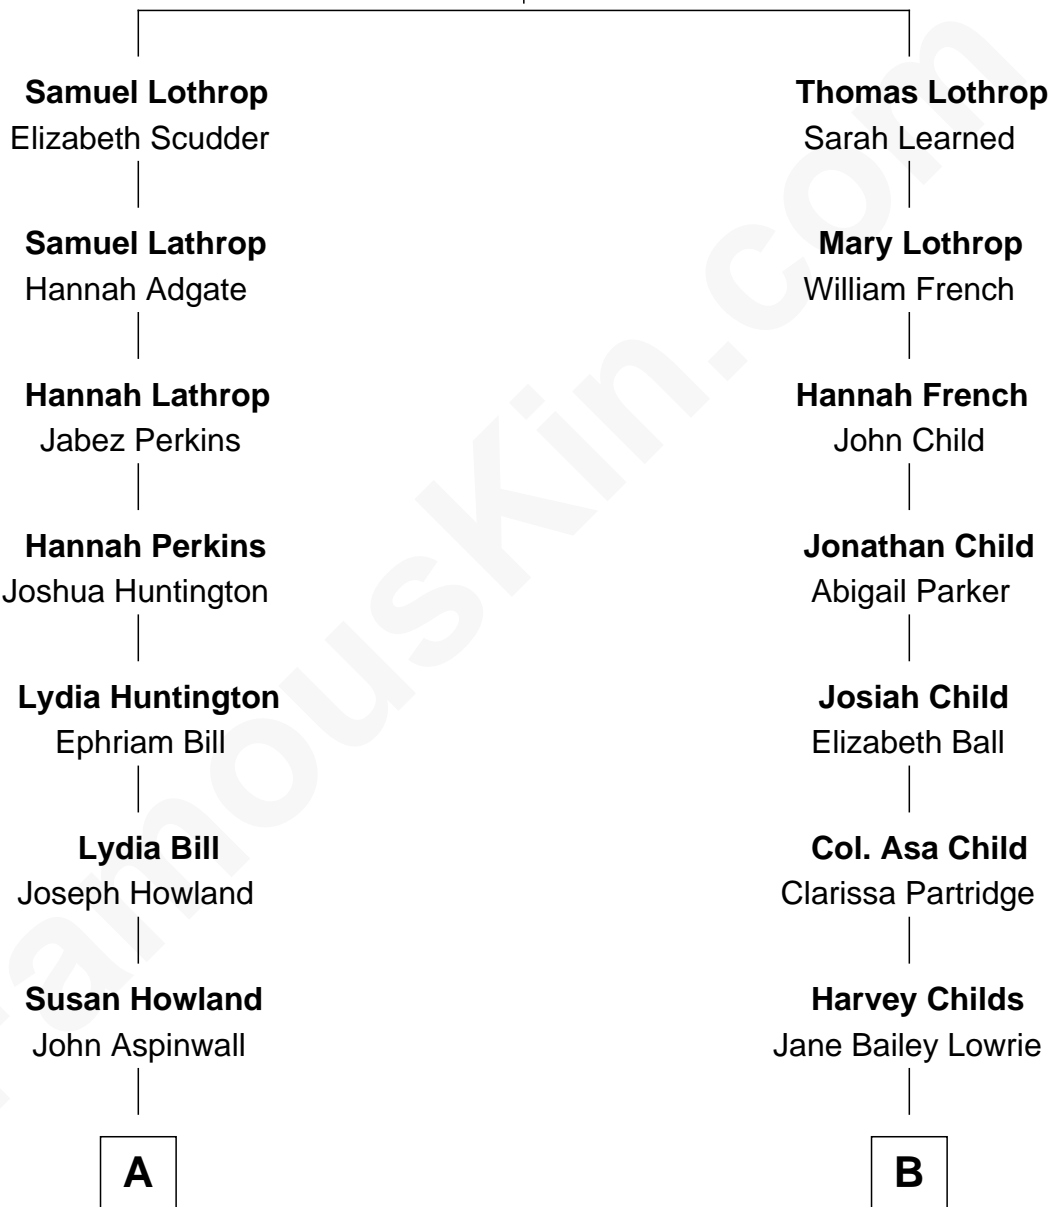 Samuel Lothrop
Elizabeth Scudder
Samuel Lathrop
Hannah Adgate
Hannah Lathrop
Jabez Perkins
Hannah Perkins
Joshua Huntington
Lydia Huntington
Ephriam Bill
Lydia Bill
Joseph Howland
Susan Howland
John Aspinwall
A
Thomas Lothrop
Sarah Learned
Mary Lothrop
William French
Hannah French
John Child
Jonathan Child
Abigail Parker
Josiah Child
Elizabeth Ball
Col. Asa Child
Clarissa Partridge
Harvey Childs
Jane Bailey Lowrie
B
FamousKin.com